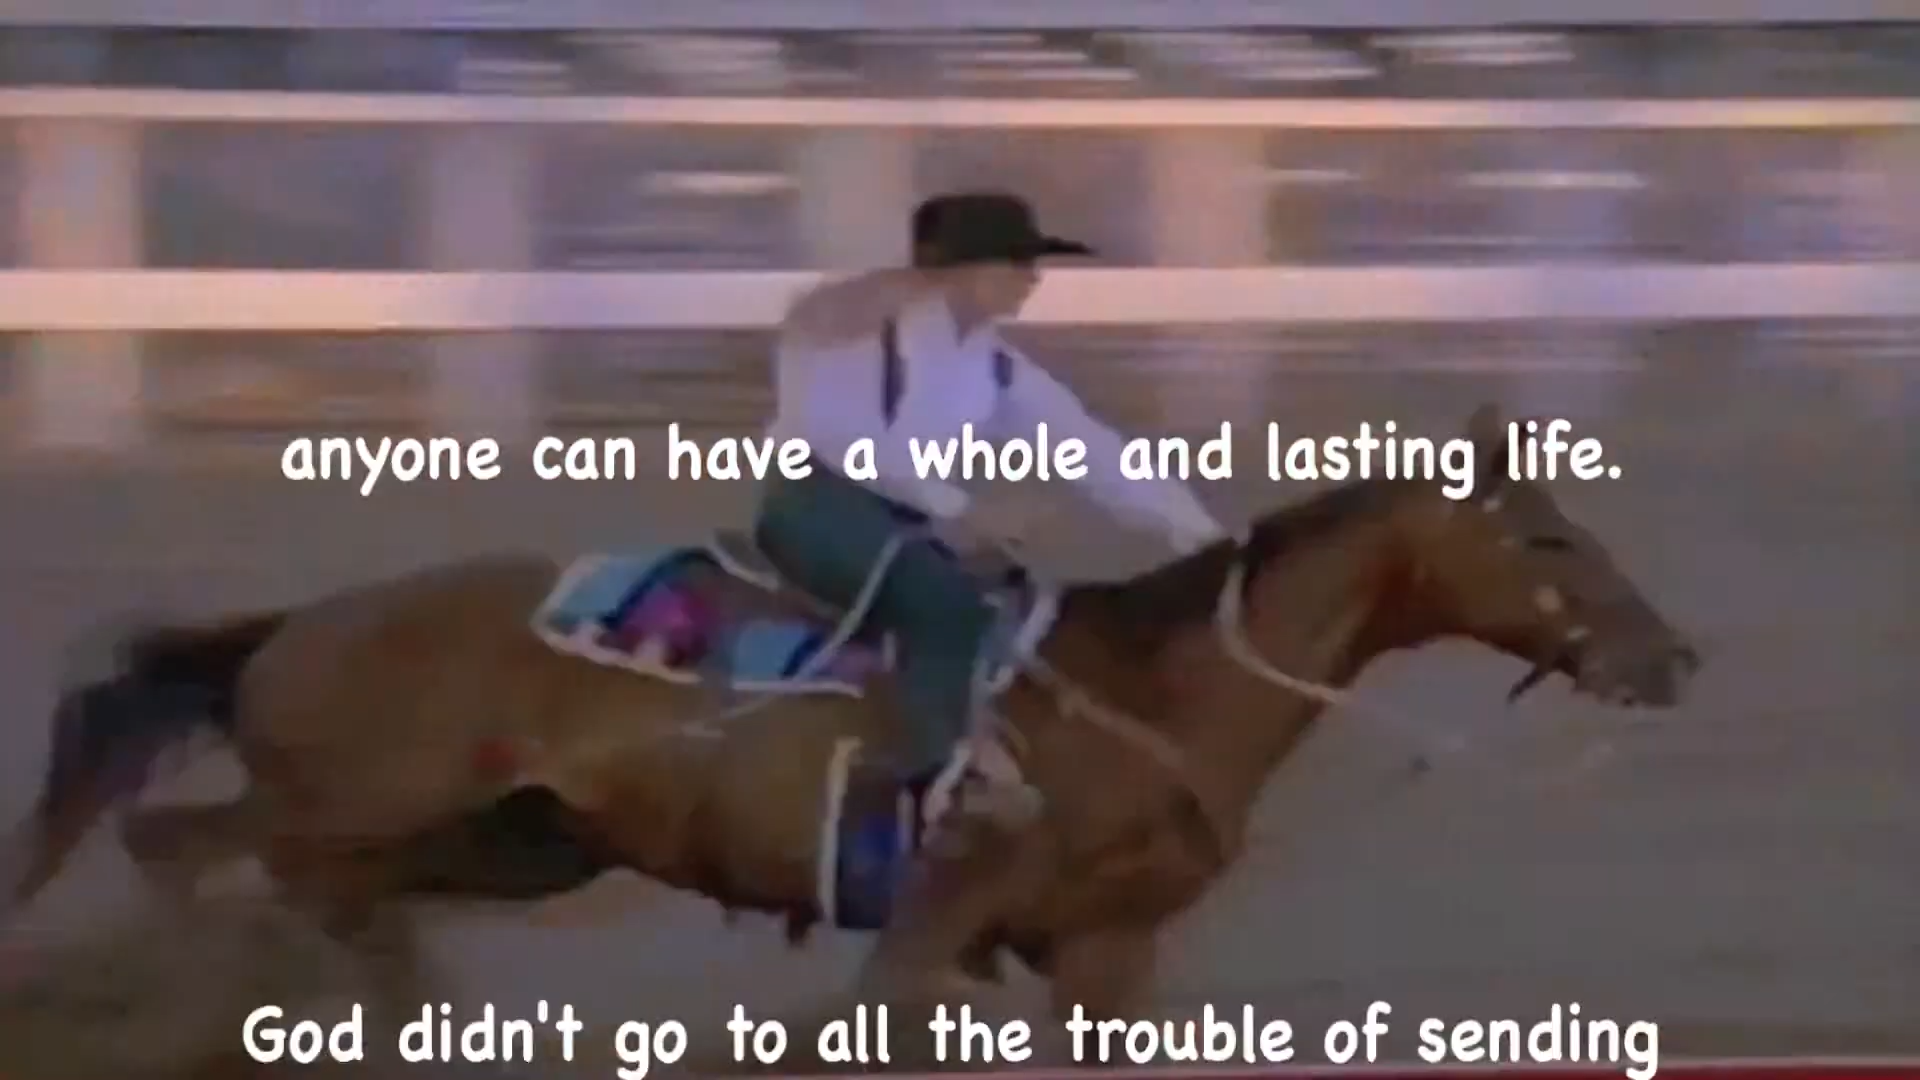 anyone can have a whole and lasting life.
God didn't go to all the trouble of sending